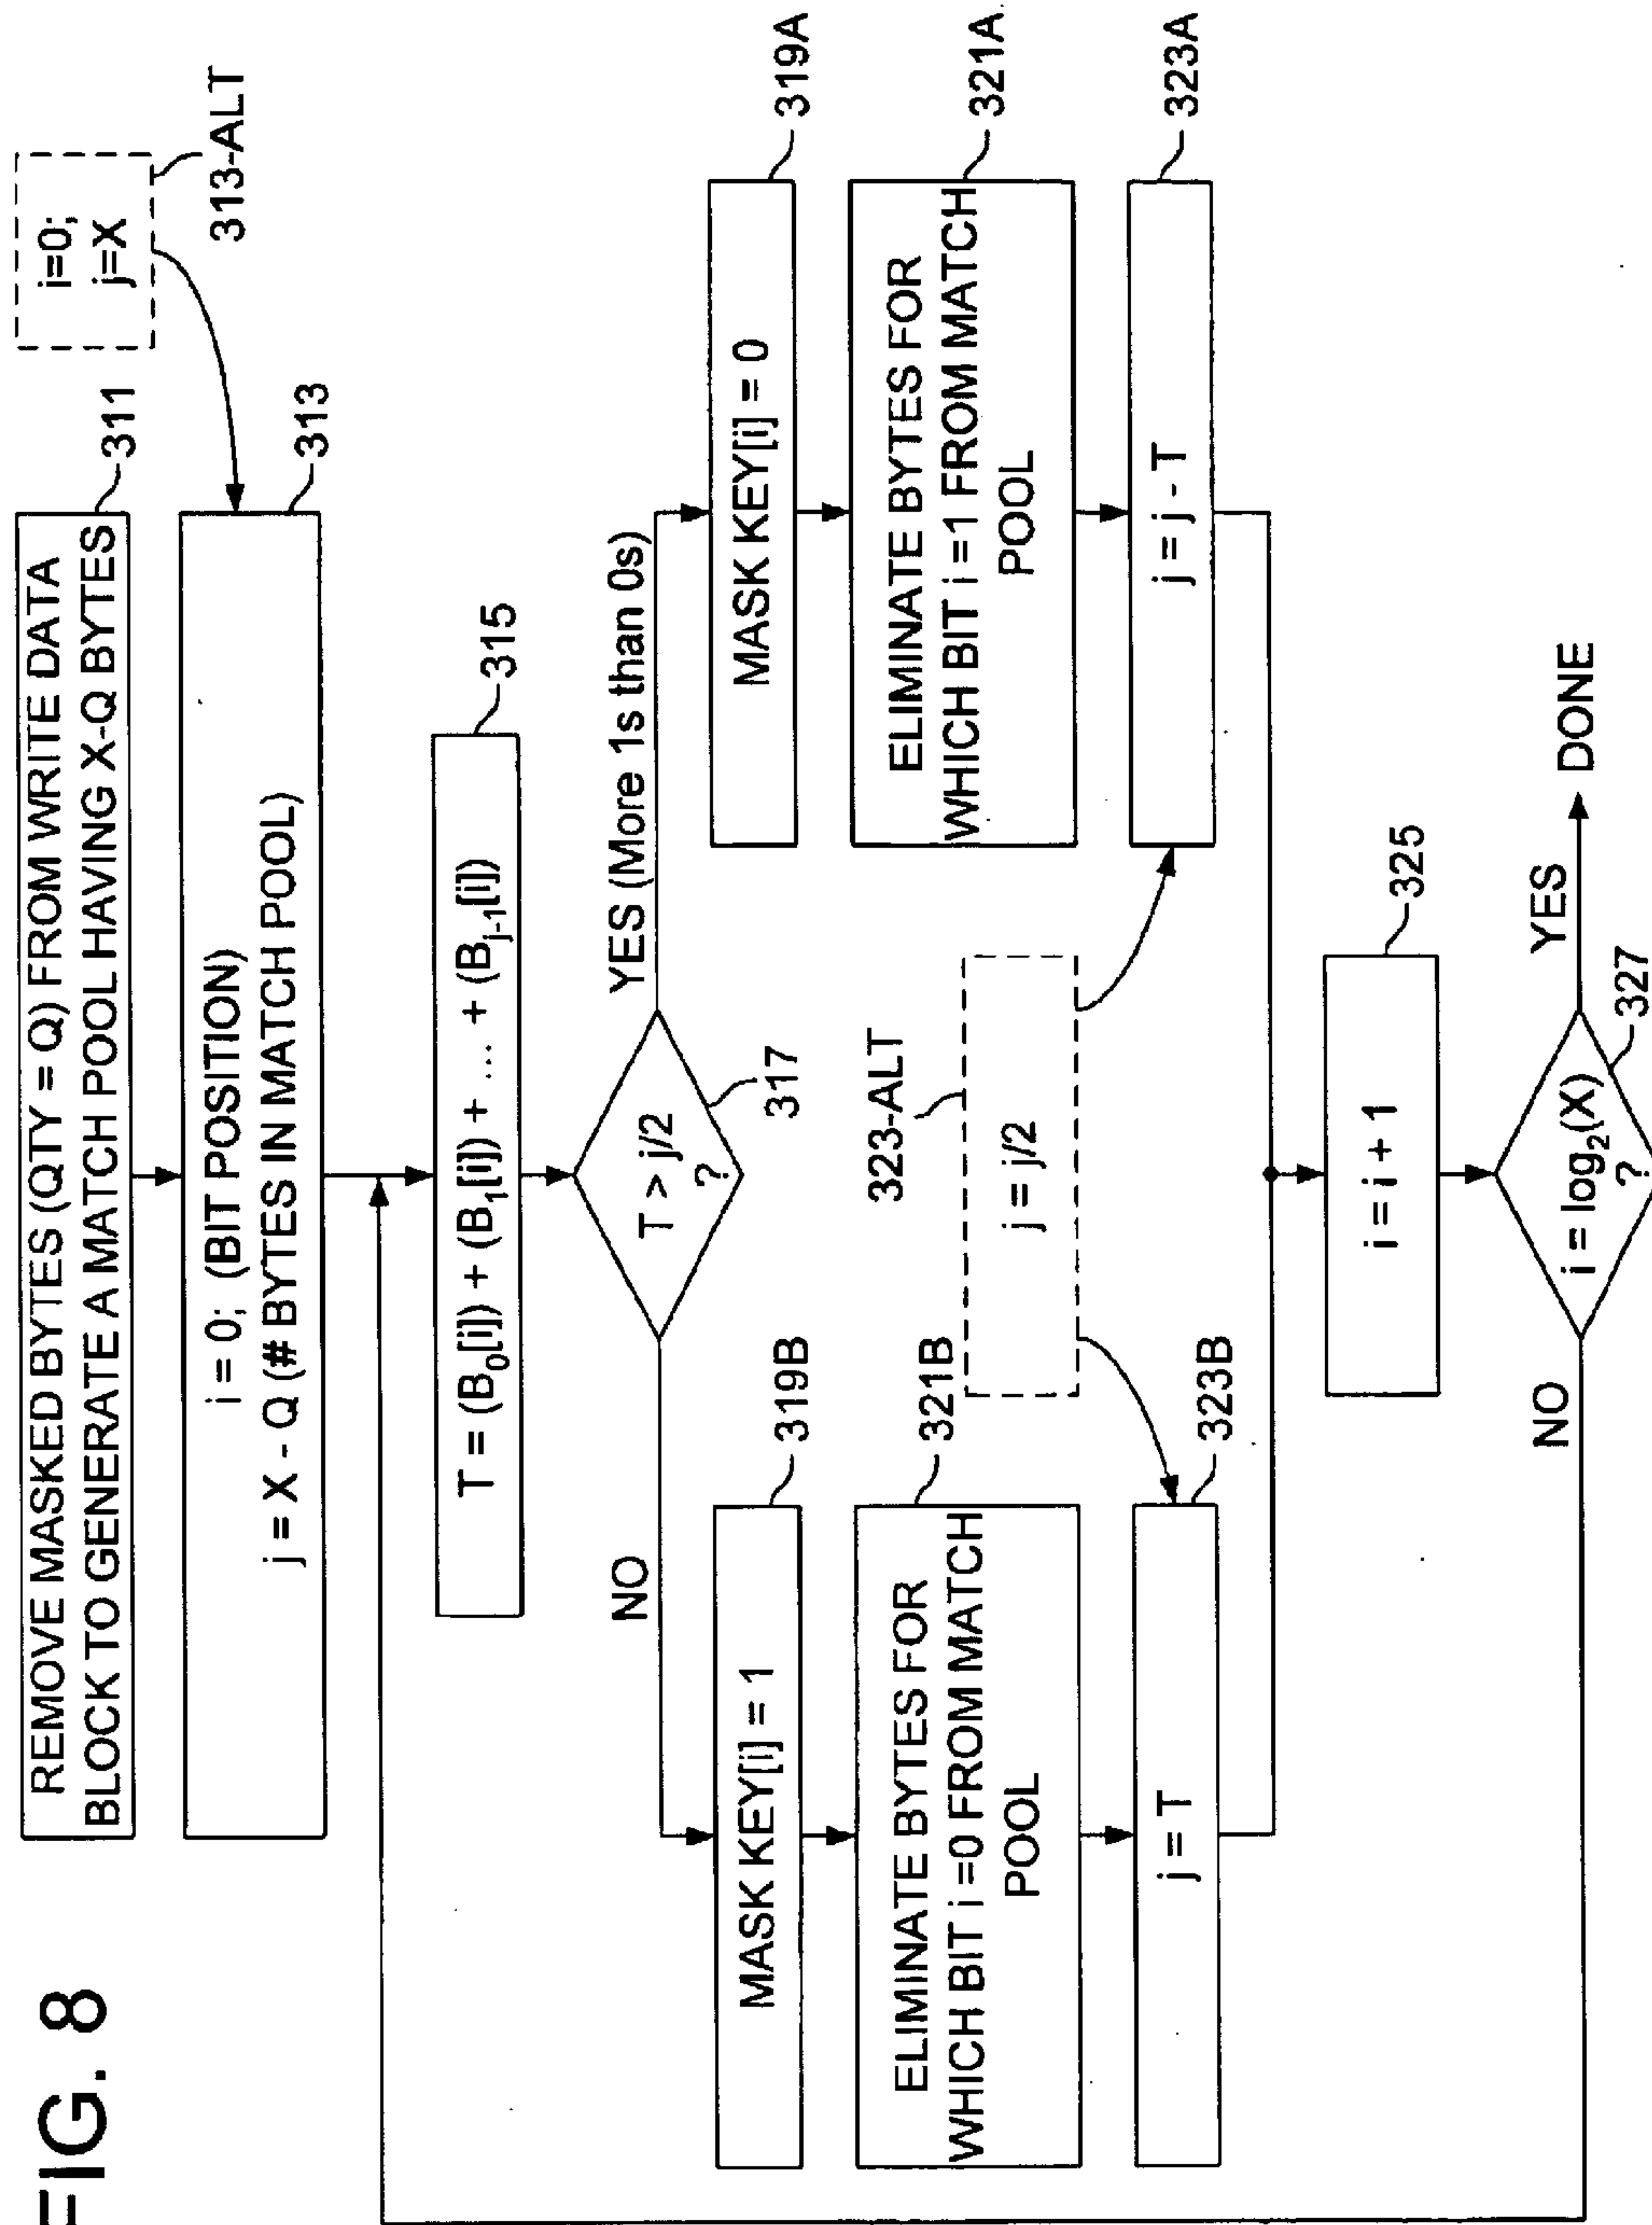 FIG. 8
REMOVE MASKED BYTES (QTY = Q) FROM WRITE DATA
BLOCK TO GENERATE A MATCH POOL HAVING X-Q BYTES
311
i = 0; (BIT POSITION)
j = X - Q (# BYTES IN MATCH POOL)
313
i=0;
j=X
313-ALT
T = (B₀[i]) + (B₁[i]) + ... + (Bⱼ₋₁[i])
315
T > j/2
?
317
NO
YES (More 1s than 0s)
MASK KEY[i] = 1
319B
MASK KEY[i] = 0
319A
ELIMINATE BYTES FOR
WHICH BIT i =0 FROM MATCH
POOL
321B
ELIMINATE BYTES FOR
WHICH BIT i =1 FROM MATCH
POOL
321A
323-ALT
j = j/2
j = T
323B
j = j - T
323A
i = i + 1
325
i = log₂(X)
?
327
NO
YES
DONE